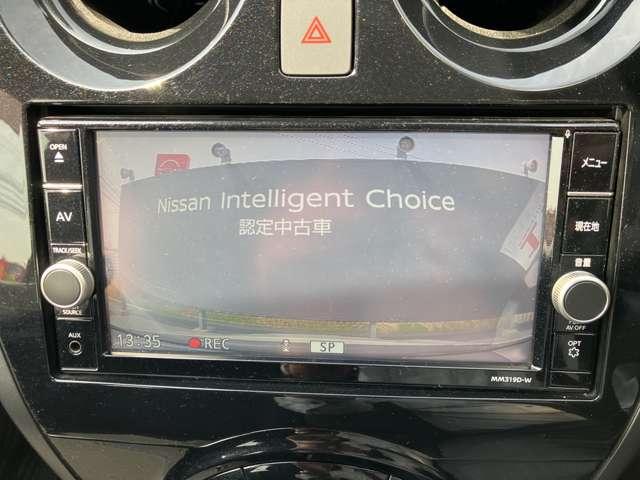 OPEN
AV
TRACK/SEEK
SOURCE
AUX
Nissan Intelligent Choice
認定中古車
13:35
REC
SP
メニュー
現在地
音量
AV OFF
OPT
MM319D-W